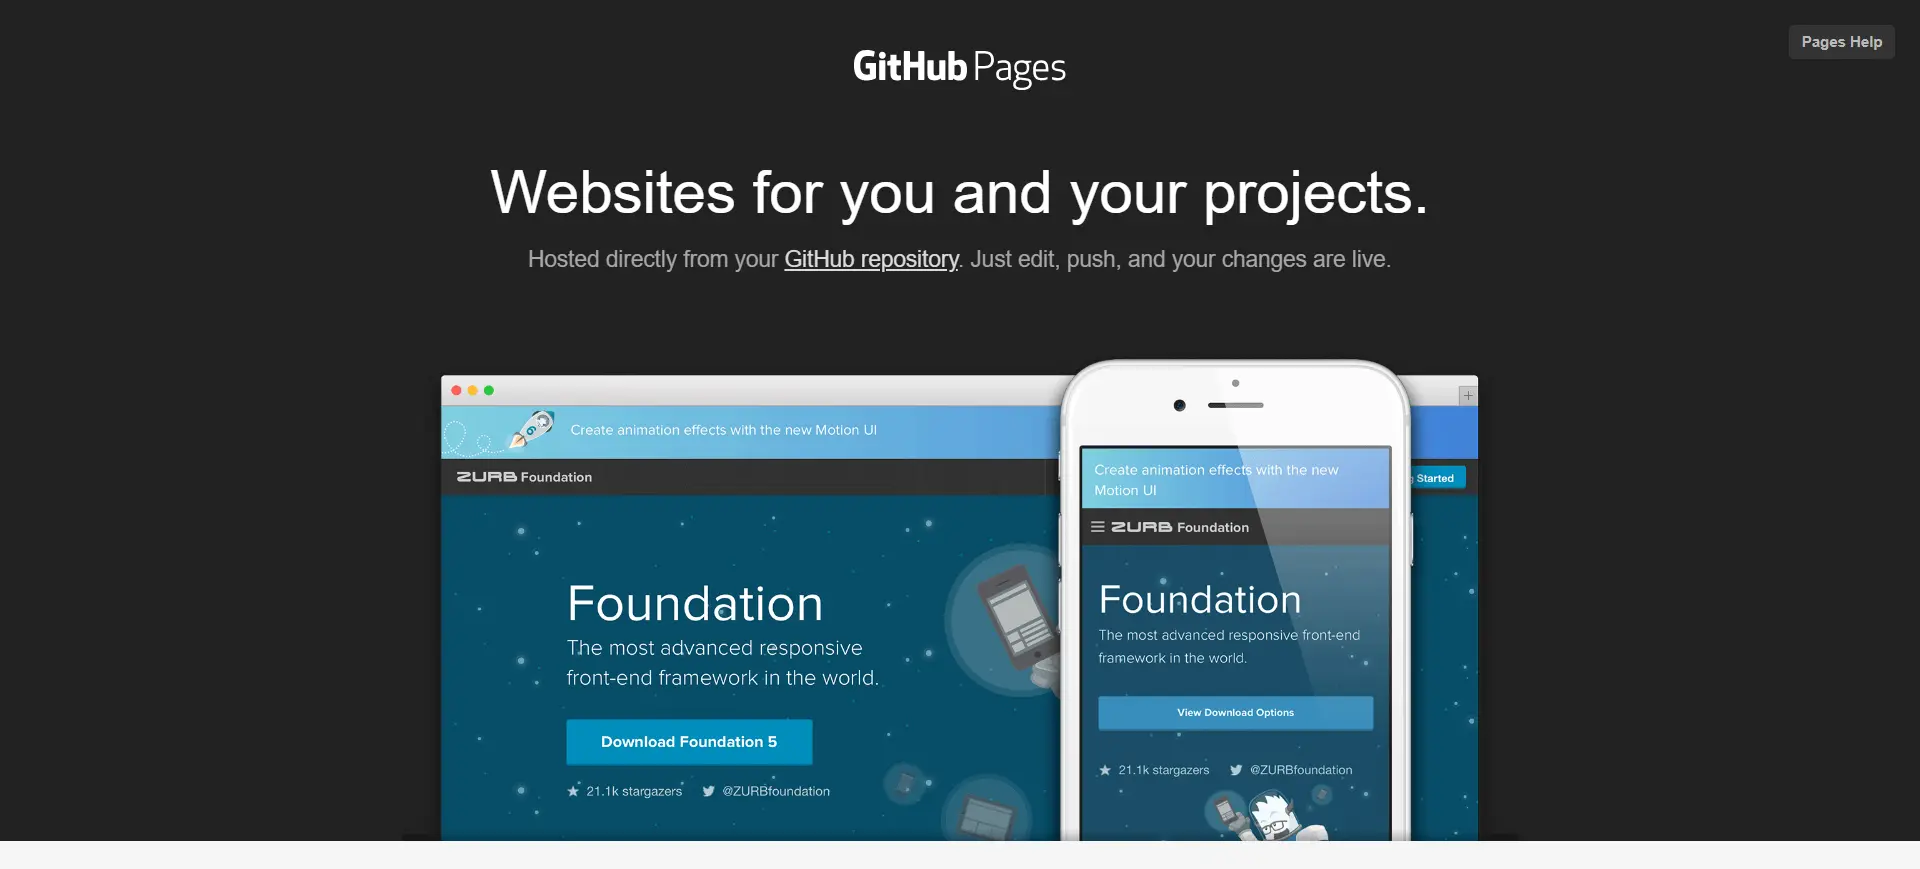 GitHub Pages
Pages Help
Websites for you and your projects.
Hosted directly from your GitHub repository. Just edit, push, and your changes are live.
Create animation effects with the new Motion UI
ZURB Foundation
Started
Foundation
The most advanced responsive
front-end framework in the world.
Download Foundation 5
21.1k stargazers @ZURBfoundation
Create animation effects with the new
Motion UI
ZURB Foundation
Foundation
The most advanced responsive front-end
framework in the world.
View Download Options
21.1k stargazers @ZURBfoundation